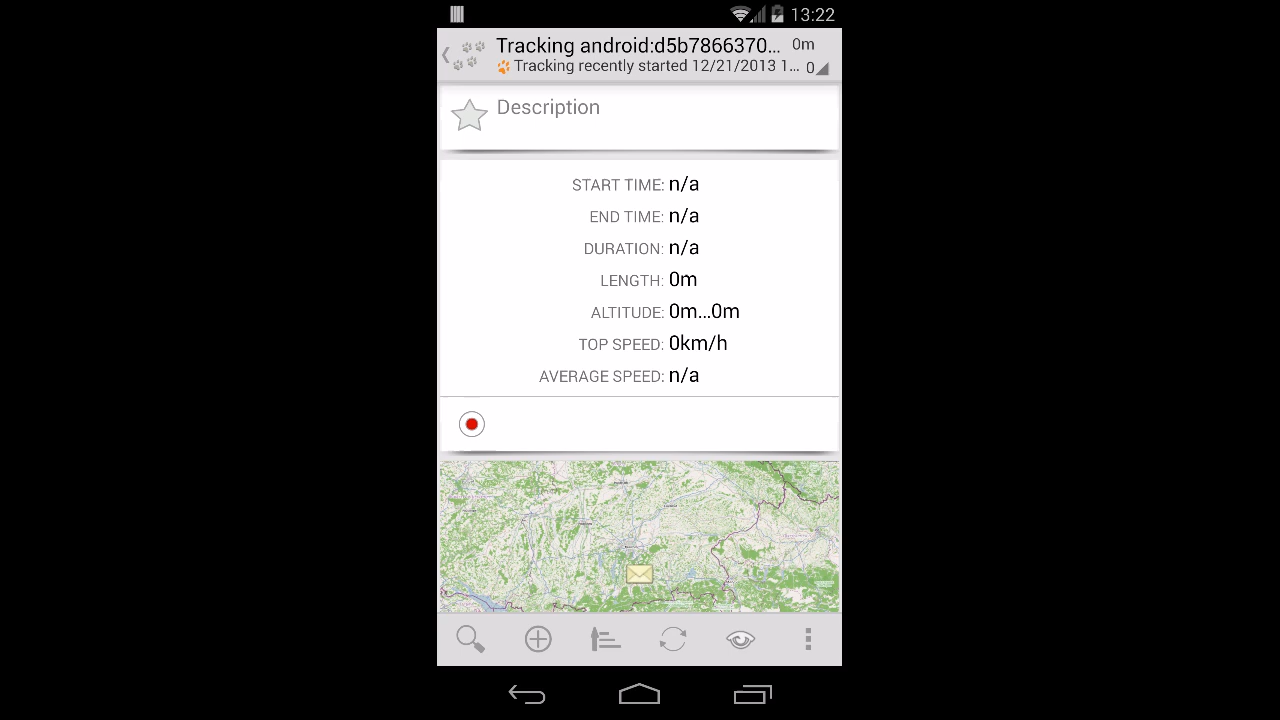 13:22
Tracking android:d5b7866370... 0m
Tracking recently started 12/21/2013 1... 0
Description
START TIME: n/a
END TIME: n/a
DURATION: n/a
LENGTH: 0m
ALTITUDE: 0m...0m
TOP SPEED: 0km/h
AVERAGE SPEED: n/a